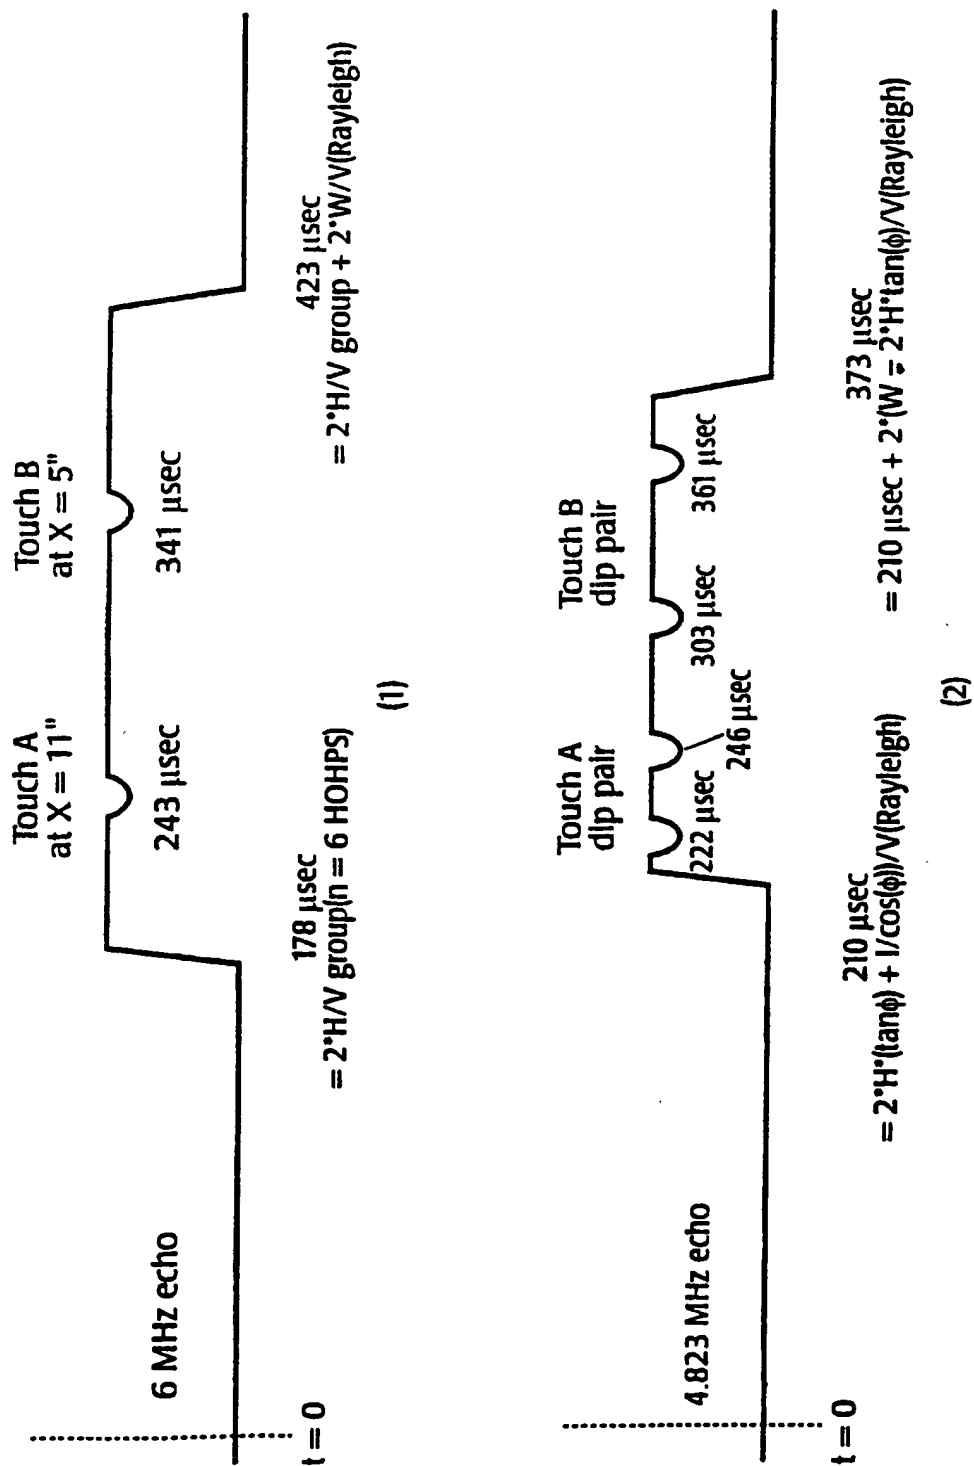 6 MHz echo
t = 0
Touch A
at X = 11"
243 µsec
Touch B
at X = 5"
341 µsec
178 µsec
= 2*H/V group(n = 6 HOHPS)
423 µsec
= 2*H/V group + 2*W/V(Rayleigh)
(1)
4.823 MHz echo
t = 0
Touch A
dip pair
222 µsec
246 µsec
Touch B
dip pair
303 µsec
361 µsec
210 µsec
= 2*H*(tanϕ) + I/cos(ϕ))/V(Rayleigh)
373 µsec
= 210 µsec + 2*(W - 2*H*tan(ϕ)/V(Rayleigh)
(2)